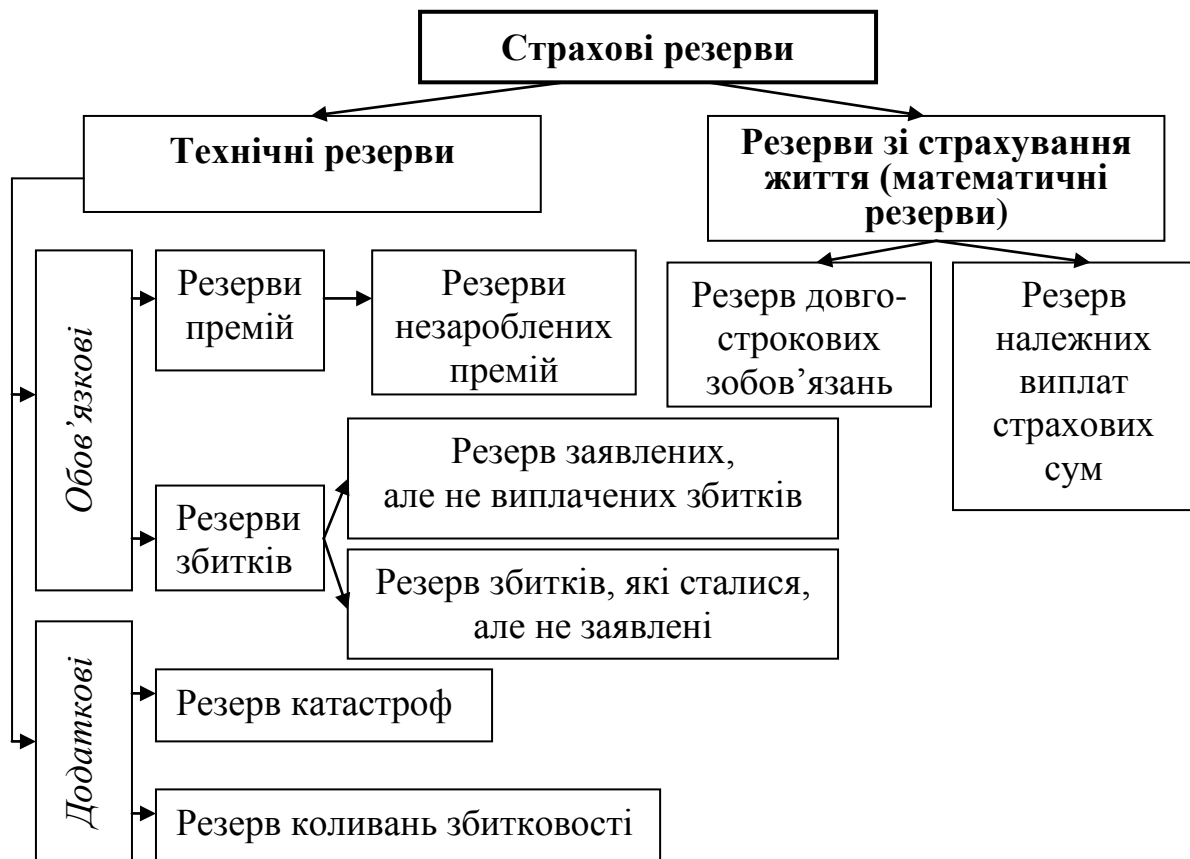 Страхові резерви
Технічні резерви
Резерви зі страхування
життя (математичні
резерви)
Обов’язкові
Резерви
премій
Резерви
незароблених
премій
Резерв довго-
строкових
зобов’язань
Резерв
належних
виплат
страхових
сум
Резерви
збитків
Резерв заявлених,
але не виплачених збитків
Резерв збитків, які сталися,
але не заявлені
Додаткові
Резерв катастроф
Резерв коливань збитковості